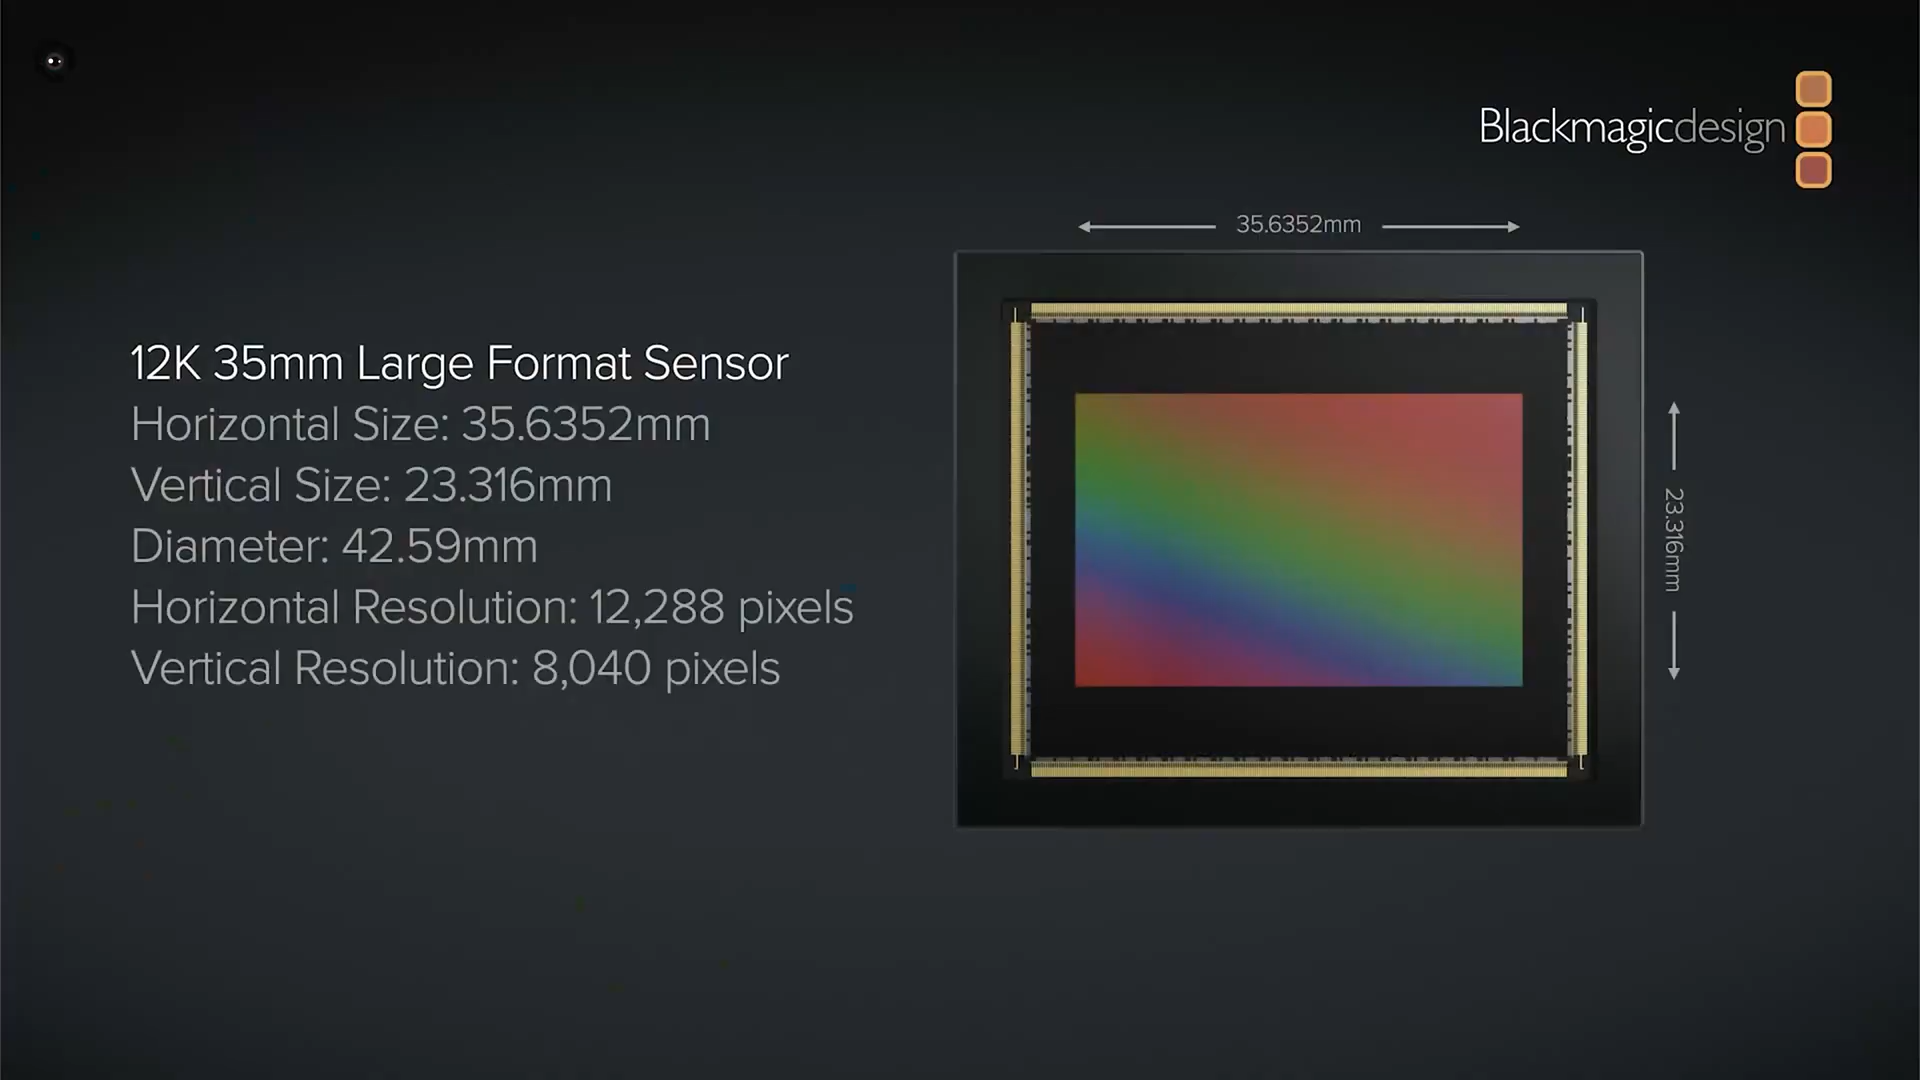 Blackmagicdesign
35.6352mm
12K 35mm Large Format Sensor
Horizontal Size: 35.6352mm
Vertical Size: 23.316mm
Diameter: 42.59mm
Horizontal Resolution: 12,288 pixels
Vertical Resolution: 8,040 pixels
23.316mm